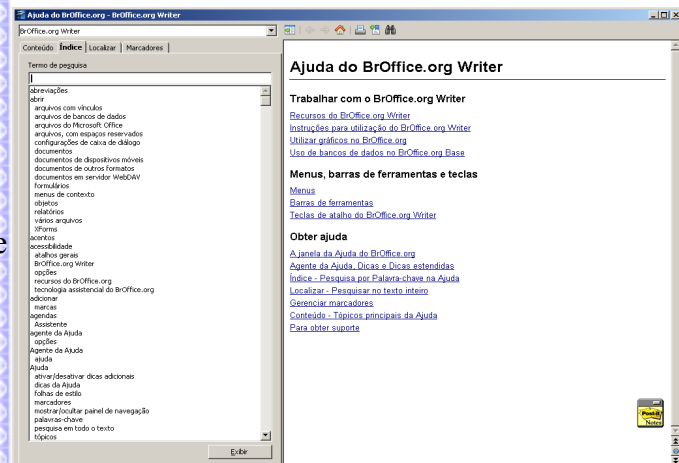 Ajuda do BrOffice.org - BrOffice.org Writer
BrOffice.org Writer
Conteúdo Índice Localizar Marcadores
Termo de pesquisa
abreviações
abrir
arquivos com vínculos
arquivos de bancos de dados
arquivos do Microsoft Office
arquivos, com espaços reservados
configurações de caixa de diálogo
documentos
documentos de dispositivos móveis
documentos de outros formatos
documentos em servidor WebDAV
formulários
menus de contexto
objetos
relatórios
vários arquivos
XForms
acentos
acessibilidade
atalhos gerais
BrOffice.org Writer
opções
recursos do BrOffice.org
tecnologia assistencial do BrOffice.org
adicionar
marcas
agendas
Assistente
agente da Ajuda
opções
Agente da Ajuda
ajuda
Ajuda
ativar/desativar dicas adicionais
dicas da Ajuda
folhas de estilo
marcadores
mostrar/ocultar painel de navegação
palavras-chave
pesquisa em todo o texto
tópicos
Exibir
e
Ajuda do BrOffice.org Writer
Trabalhar com o BrOffice.org Writer
Recursos do BrOffice.org Writer
Instruções para utilização do BrOffice.org Writer
Utilizar gráficos no BrOffice.org
Uso de bancos de dados no BrOffice.org Base
Menus, barras de ferramentas e teclas
Menus
Barras de ferramentas
Teclas de atalho do BrOffice.org Writer
Obter ajuda
A janela da Ajuda do BrOffice.org
Agente da Ajuda, Dicas e Dicas estendidas
Índice - Pesquisa por Palavra-chave na Ajuda
Localizar - Pesquisar no texto inteiro
Gerenciar marcadores
Conteúdo - Tópicos principais da Ajuda
Para obter suporte
Post-it
Notes